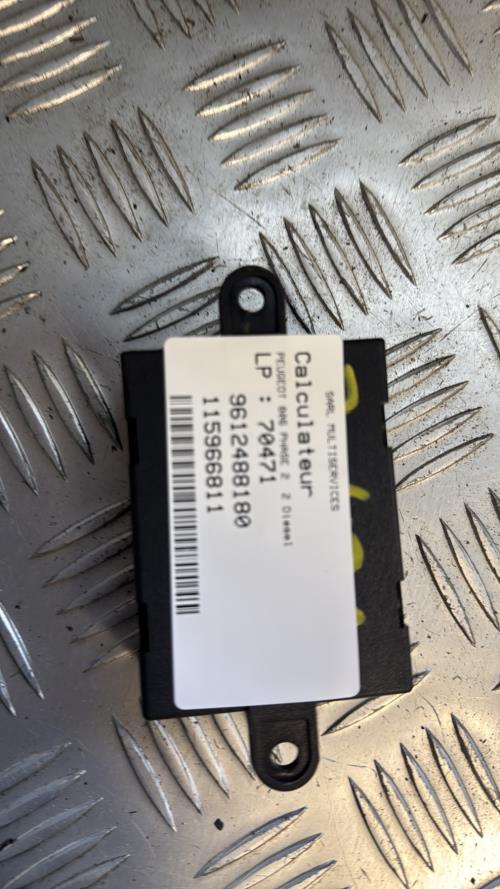 SARL MULTISERVICES
Calculateur
PEUGEOT 806 PHASE 2 2 Diesel
LP : 70471
9612488180
115966811